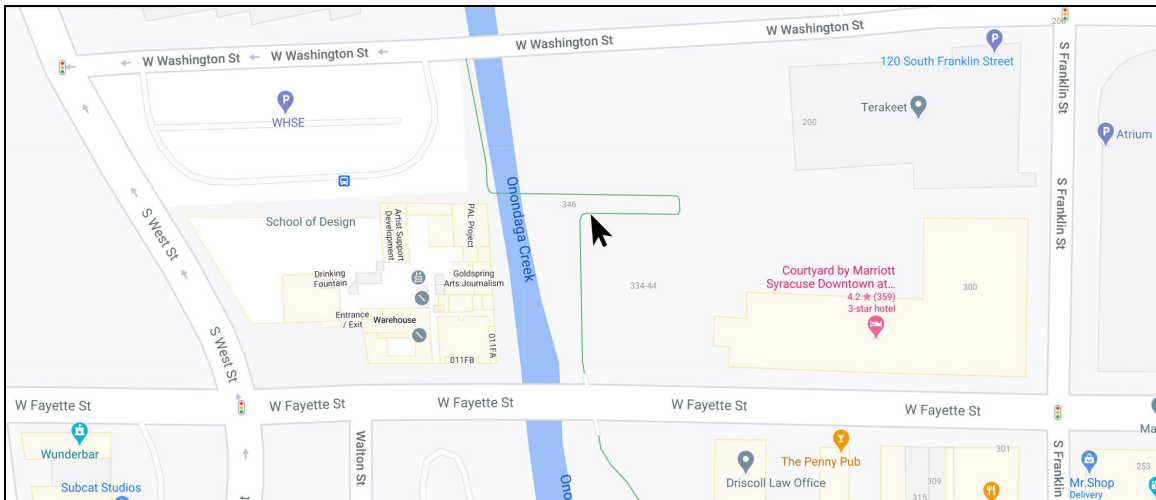 W Washington St
W Washington St
W Washington St
W Washington St
200
S Franklin St
120 South Franklin Street
Terakeet
200
Atrium
WHSE
S West St
School of Design
Artist Support
Development
PAL Project
Onondaga Creek
346
S Franklin St
Drinking
Fountain
Goldspring
Arts Journalism
334-44
Courtyard by Marriott
Syracuse Downtown at...
4.2 ★ (359)
3-star hotel
300
Entrance
/ Exit
Warehouse
011FA
011FB
S West St
W Fayette St
W Fayette St
W Fayette St
W Fayette St
W Fayette St
Ma
Wunderbar
Walton St
Ono
The Penny Pub
Driscoll Law Office
301
S Franklin
253
309
315
Mr.Shop
Delivery
Subcat Studios